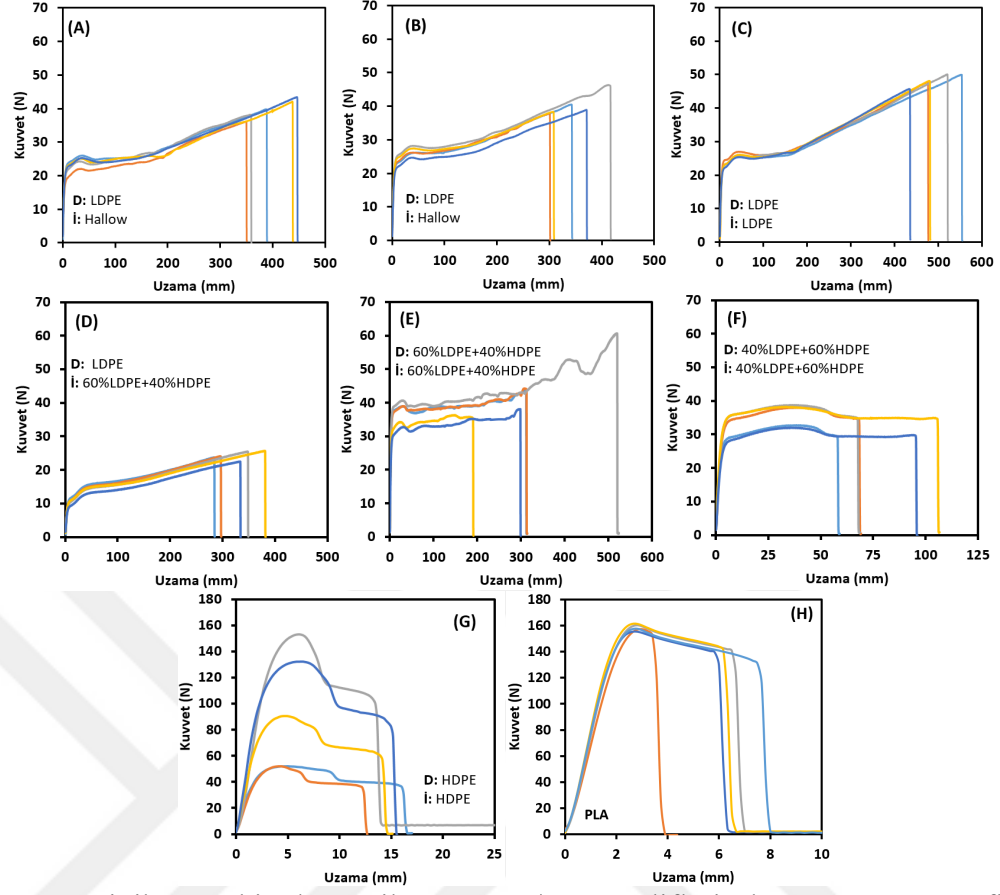 70
60
50
40
30
20
10
0
Kuvvet (N)
(A)
D: LDPE
İ: Hallow
0 100 200 300 400 500
Uzama (mm)
70
60
50
40
30
20
10
0
Kuvvet (N)
(B)
D: LDPE
İ: Hallow
0 100 200 300 400 500
Uzama (mm)
70
60
50
40
30
20
10
0
Kuvvet (N)
(C)
D: LDPE
İ: LDPE
0 100 200 300 400 500 600
Uzama (mm)
70
60
50
40
30
20
10
0
Kuvvet (N)
(D)
D: LDPE
İ: 60%LDPE+40%HDPE
0 100 200 300 400 500
Uzama (mm)
70
60
50
40
30
20
10
0
Kuvvet (N)
(E)
D: 60%LDPE+40%HDPE
İ: 60%LDPE+40%HDPE
0 100 200 300 400 500 600
Uzama (mm)
70
60
50
40
30
20
10
0
Kuvvet (N)
(F)
D: 40%LDPE+60%HDPE
İ: 40%LDPE+60%HDPE
0 25 50 75 100 125
Uzama (mm)
180
160
140
120
100
80
60
40
20
0
Kuvvet (N)
(G)
D: HDPE
İ: HDPE
0 5 10 15 20 25
Uzama (mm)
180
160
140
120
100
80
60
40
20
0
Kuvvet (N)
(H)
PLA
0 2 4 6 8 10
Uzama (mm)